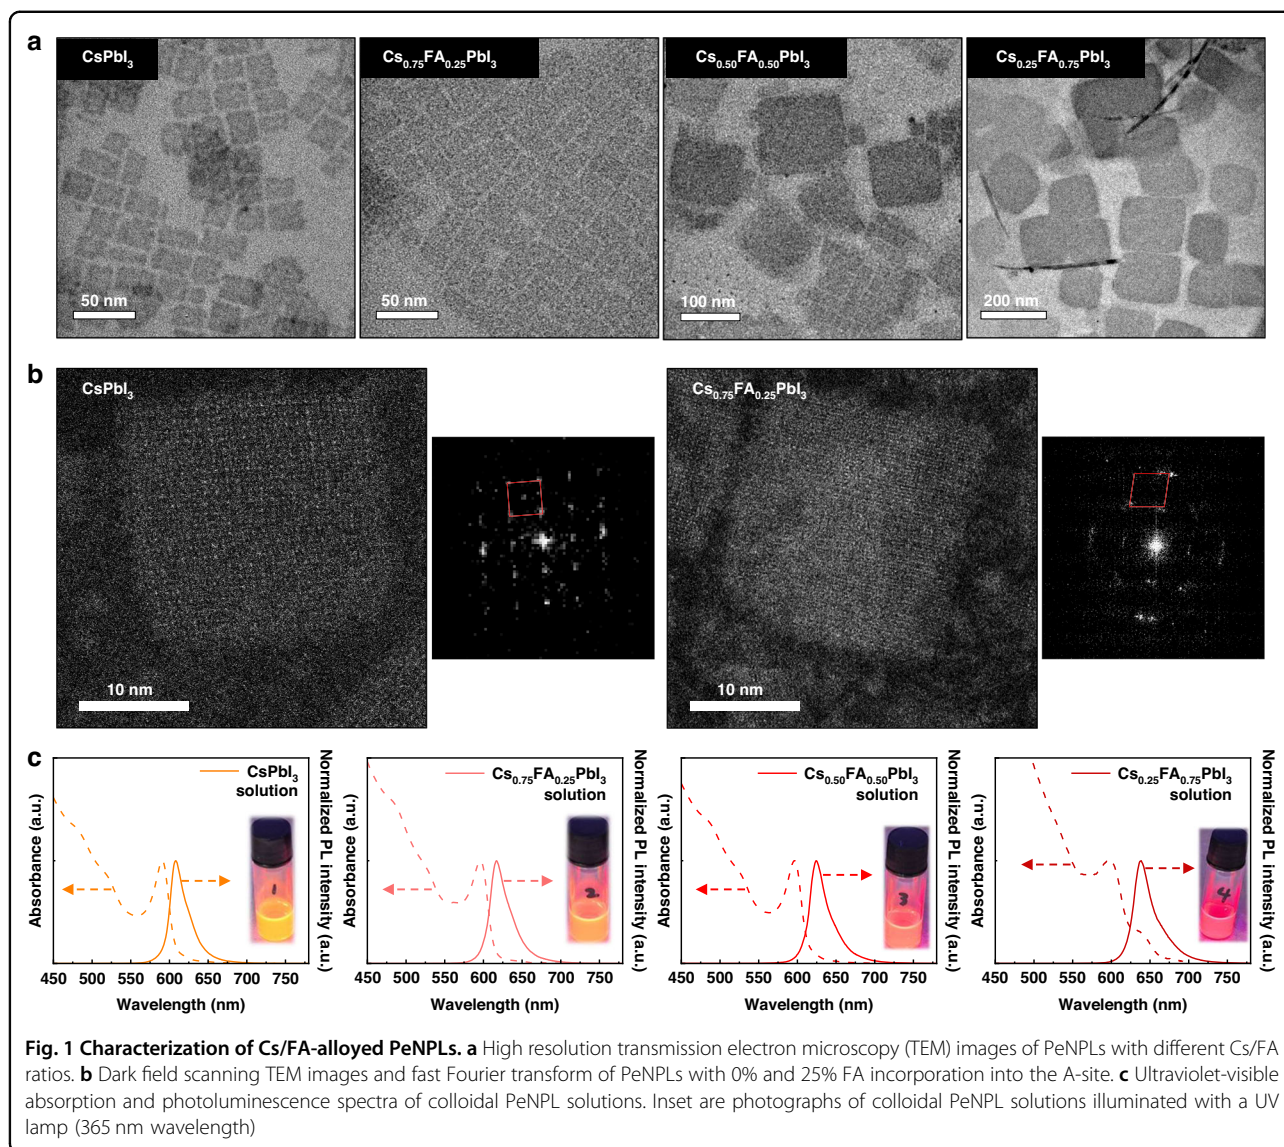 a
CsPbI₃
Cs₀.₇₅FA₀.₂₅PbI₃
Cs₀.₅₀FA₀.₅₀PbI₃
Cs₀.₂₅FA₀.₇₅PbI₃
50 nm
50 nm
100 nm
200 nm
b
CsPbI₃
Cs₀.₇₅FA₀.₂₅PbI₃
10 nm
10 nm
c
CsPbI₃
solution
1
Absorbance (a.u.)
Normalized PL intensity (a.u.)
450 500 550 600 650 700 750
Wavelength (nm)
Cs₀.₇₅FA₀.₂₅PbI₃
solution
2
Absorbance (a.u.)
Normalized PL intensity (a.u.)
450 500 550 600 650 700 750
Wavelength (nm)
Cs₀.₅₀FA₀.₅₀PbI₃
solution
3
Absorbance (a.u.)
Normalized PL intensity (a.u.)
450 500 550 600 650 700 750
Wavelength (nm)
Cs₀.₂₅FA₀.₇₅PbI₃
solution
4
Absorbance (a.u.)
Normalized PL intensity (a.u.)
450 500 550 600 650 700 750
Wavelength (nm)
Fig. 1 Characterization of Cs/FA-alloyed PeNPLs. a High resolution transmission electron microscopy (TEM) images of PeNPLs with different Cs/FA
ratios. b Dark field scanning TEM images and fast Fourier transform of PeNPLs with 0% and 25% FA incorporation into the A-site. c Ultraviolet-visible
absorption and photoluminescence spectra of colloidal PeNPL solutions. Inset are photographs of colloidal PeNPL solutions illuminated with a UV
lamp (365 nm wavelength)